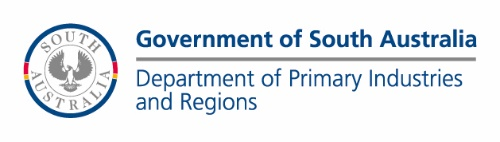 SOUTH
AUSTRALIA
Government of South Australia
Department of Primary Industries
and Regions